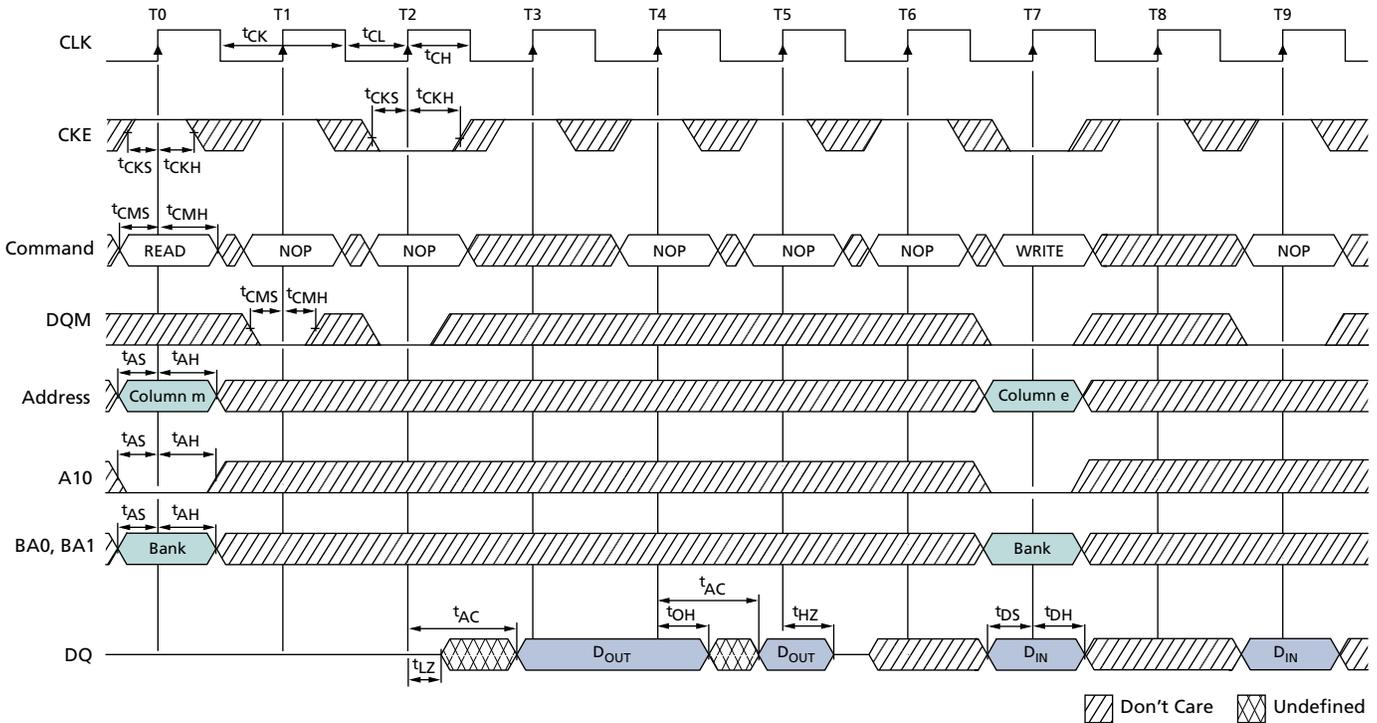 T0 T1 T2 T3 T4 T5 T6 T7 T8 T9
CLK tCK tCL
tCH
tCKS tCKH
CKE
tCKS tCKH
tCMS tCMH
Command READ NOP NOP NOP NOP NOP WRITE NOP
tCMS tCMH
DQM
tAS tAH
Address Column m Column e
tAS tAH
A10
tAS tAH
BA0, BA1 Bank Bank
tAC
tAC tOH tHZ tDS tDH
DQ DOUT DOUT DIN DIN
tLZ
Don't Care Undefined